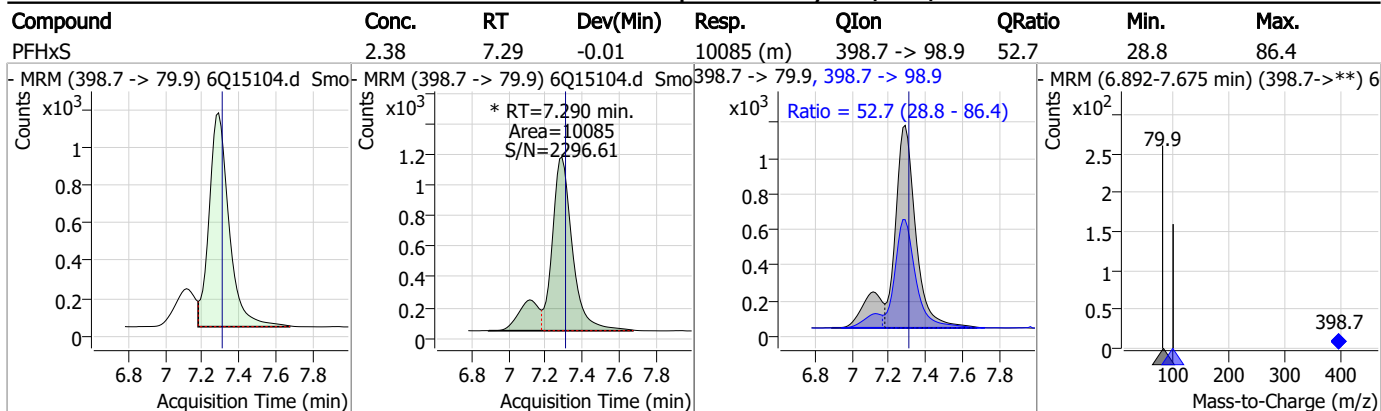 Compound Conc. RT Dev(Min) Resp. QIon QRatio Min. Max.
PFHxS 2.38 7.29 -0.01 10085 (m) 398.7 -> 98.9 52.7 28.8 86.4
- MRM (398.7 -> 79.9) 6Q15104.d Smo
Counts
x10³
1
0.8
0.6
0.4
0.2
0
6.8 7 7.2 7.4 7.6 7.8
Acquisition Time (min)
- MRM (398.7 -> 79.9) 6Q15104.d Smo
Counts
x10³
* RT=7.290 min.
Area=10085
S/N=2296.61
1.2
1
0.8
0.6
0.4
0.2
0
6.8 7 7.2 7.4 7.6 7.8
Acquisition Time (min)
398.7 -> 79.9, 398.7 -> 98.9
x10³
Ratio = 52.7 (28.8 - 86.4)
1
0.8
0.6
0.4
0.2
0
6.8 7 7.2 7.4 7.6 7.8
Acquisition Time (min)
- MRM (6.892-7.675 min) (398.7->**) 6
Counts
x10²
79.9
2.5
2
1.5
1
0.5
0
398.7
100 200 300 400
Mass-to-Charge (m/z)